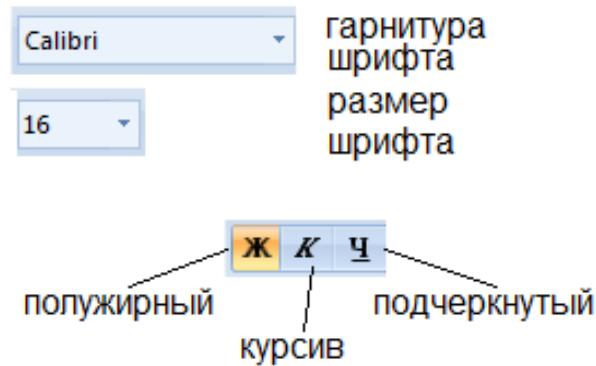 Calibri
гарнитура
шрифта
16
размер
шрифта
Ж К Ч
полужирный
подчеркнутый
курсив